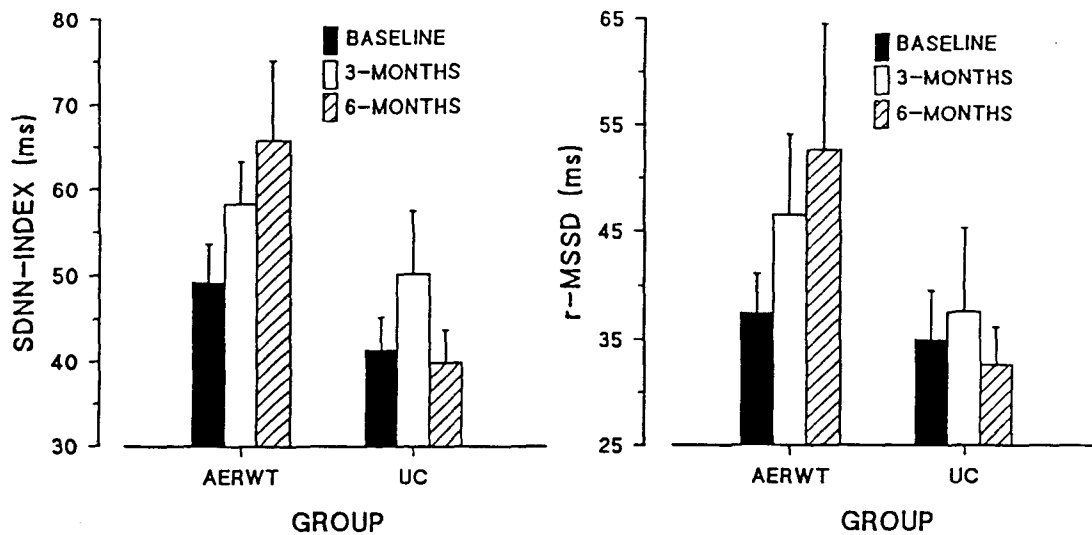 80
70
60
50
40
30
SDNN-INDEX (ms)
BASELINE
3-MONTHS
6-MONTHS
AERWT
UC
GROUP
65
55
45
35
25
r-MSSD (ms)
BASELINE
3-MONTHS
6-MONTHS
AERWT
UC
GROUP